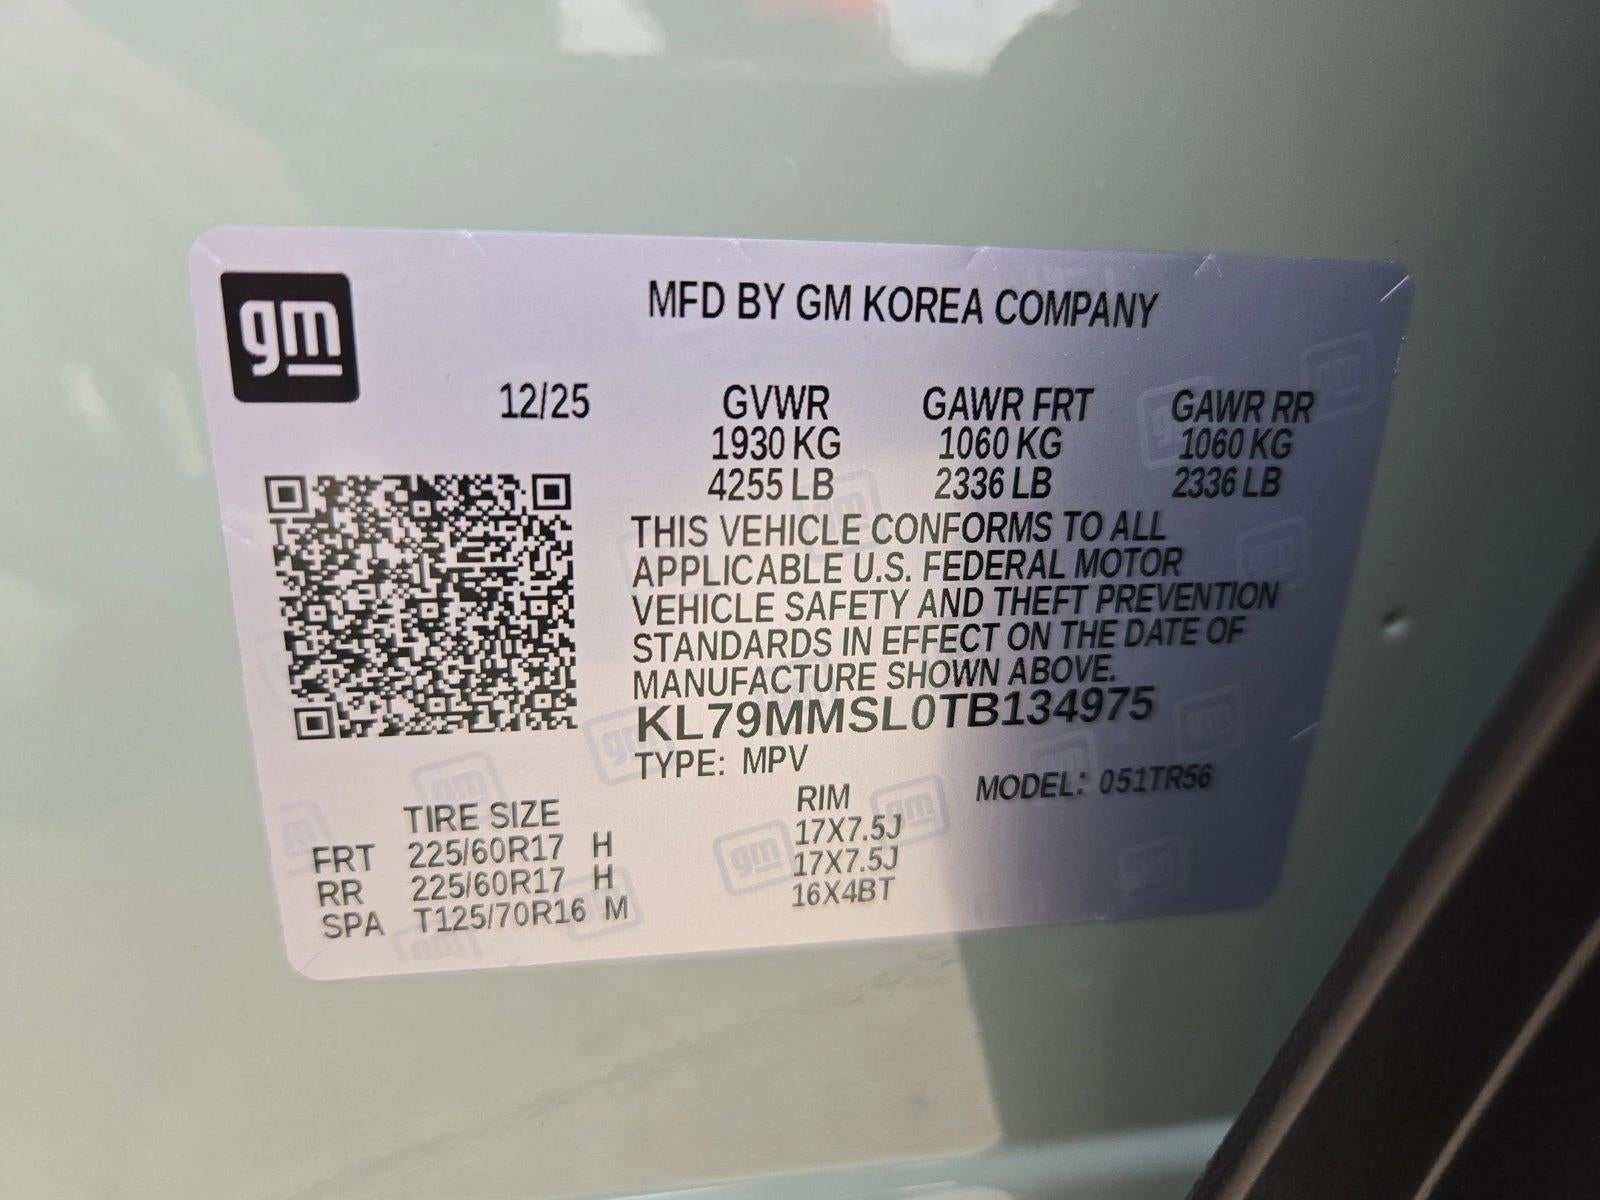 gm
MFD BY GM KOREA COMPANY
12/25 GVWR GAWR FRT GAWR RR
1930 KG 1060 KG 1060 KG
4255 LB 2336 LB 2336 LB
THIS VEHICLE CONFORMS TO ALL
APPLICABLE U.S. FEDERAL MOTOR
VEHICLE SAFETY AND THEFT PREVENTION
STANDARDS IN EFFECT ON THE DATE OF
MANUFACTURE SHOWN ABOVE.
KL79MMSL0TB134975
TYPE: MPV
MODEL: 051TR56
TIRE SIZE RIM
FRT 225/60R17 H 17X7.5J
RR 225/60R17 H 17X7.5J
SPA T125/70R16 M 16X4BT